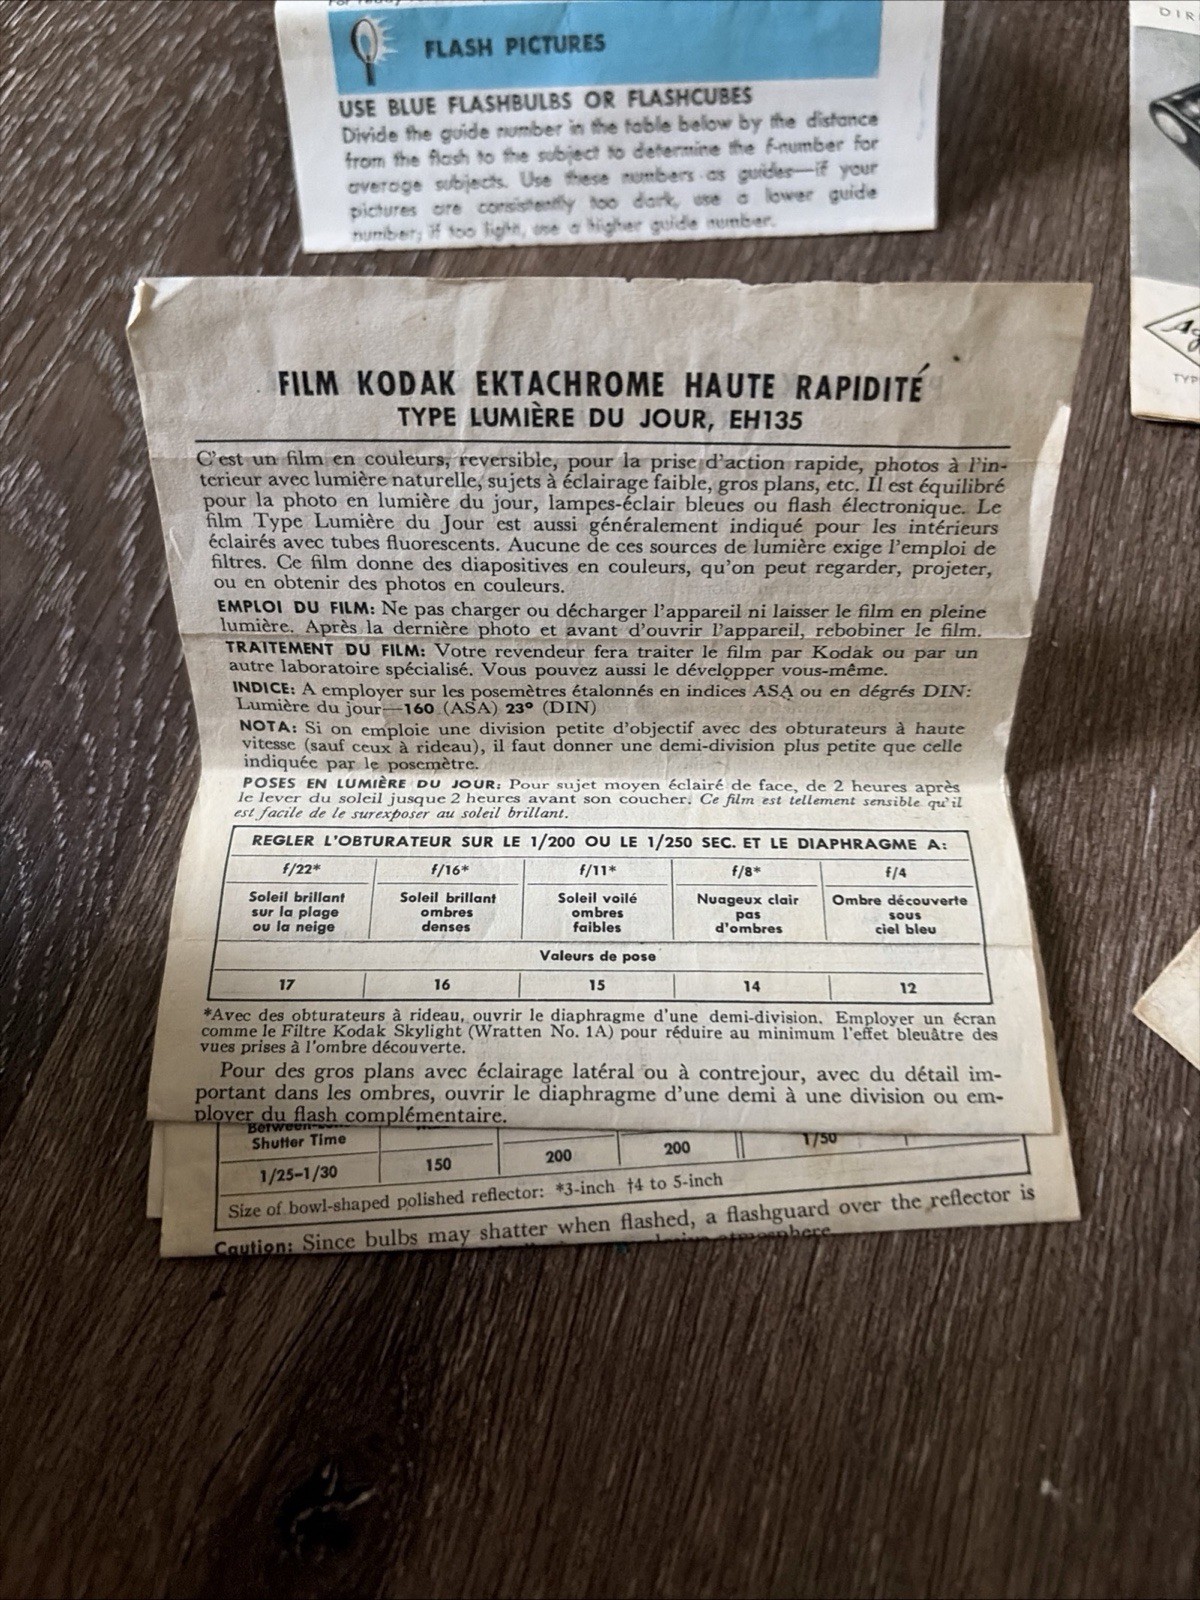 FLASH PICTURES
USE BLUE FLASHBULBS OR FLASHCUBES
Divide the guide number in the table below by the distance
from the flash to the subject to determine the f-number for
average subjects. Use these numbers as guides—if your
pictures are consistently too dark, use a lower guide
number; if too light, use a higher guide number.
DIR
Ag
TYP
FILM KODAK EKTACHROME HAUTE RAPIDITÉ
TYPE LUMIÈRE DU JOUR, EH135
C'est un film en couleurs, reversible, pour la prise d'action rapide, photos à l'in-
terieur avec lumière naturelle, sujets à éclairage faible, gros plans, etc. Il est équilibré
pour la photo en lumière du jour, lampes-éclair bleues ou flash électronique. Le
film Type Lumière du Jour est aussi généralement indiqué pour les intérieurs
éclairés avec tubes fluorescents. Aucune de ces sources de lumière exige l'emploi de
filtres. Ce film donne des diapositives en couleurs, qu'on peut regarder, projeter,
ou en obtenir des photos en couleurs.
EMPLOI DU FILM: Ne pas charger ou décharger l'appareil ni laisser le film en pleine
lumière. Après la dernière photo et avant d'ouvrir l'appareil, rebobiner le film.
TRAITEMENT DU FILM: Votre revendeur fera traiter le film par Kodak ou par un
autre laboratoire spécialisé. Vous pouvez aussi le développer vous-même.
INDICE: A employer sur les posemètres étalonnés en indices ASA ou en dégrés DIN:
Lumière du jour—160 (ASA) 23° (DIN)
NOTA: Si on emploie une division petite d'objectif avec des obturateurs à haute
vitesse (sauf ceux à rideau), il faut donner une demi-division plus petite que celle
indiquée par le posemètre.
POSES EN LUMIÈRE DU JOUR: Pour sujet moyen éclairé de face, de 2 heures après
le lever du soleil jusque 2 heures avant son coucher. Ce film est tellement sensible qu'il
est facile de le surexposer au soleil brillant.
REGLER L'OBTURATEUR SUR LE 1/200 OU LE 1/250 SEC. ET LE DIAPHRAGME A:
f/22* f/16* f/11* f/8* f/4
Soleil brillant Soleil brillant Soleil voilé Nuageux clair Ombre découverte
sur la plage ombres ombres pas sous
ou la neige denses faibles d'ombres ciel bleu
Valeurs de pose
17 16 15 14 12
*Avec des obturateurs à rideau, ouvrir le diaphragme d'une demi-division. Employer un écran
comme le Filtre Kodak Skylight (Wratten No. 1A) pour réduire au minimum l'effet bleuâtre des
vues prises à l'ombre découverte.
Pour des gros plans avec éclairage latéral ou à contrejour, avec du détail im-
portant dans les ombres, ouvrir le diaphragme d'une demi à une division ou em-
ployer du flash complémentaire.
Shutter Time 1/50
1/25–1/30 150 200 200
Size of bowl-shaped polished reflector: *3-inch †4 to 5-inch
Caution: Since bulbs may shatter when flashed, a flashguard over the reflector is
atmosphere